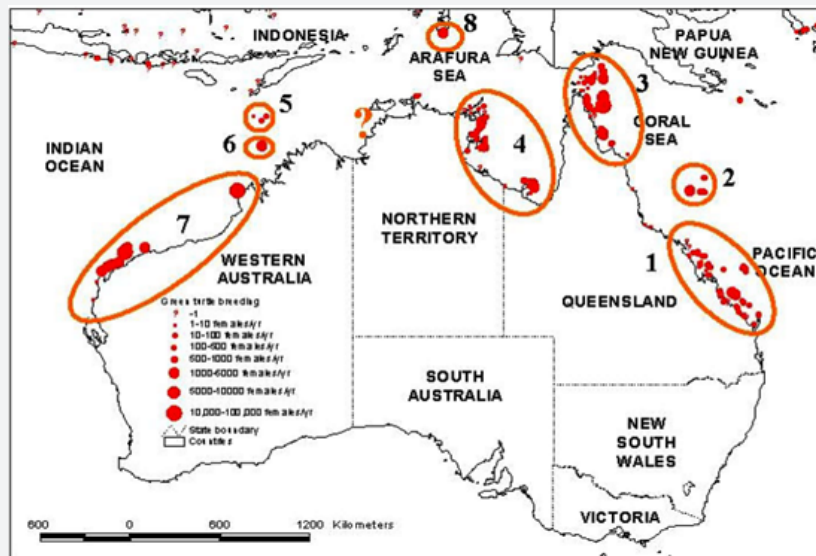 8
INDONESIA
PAPUA
NEW GUINEA
ARAFURA
SEA
3
5
?
INDIAN
OCEAN
6
4
CORAL
SEA
2
7
NORTHERN
TERRITORY
1
PACIFIC
OCEAN
WESTERN
AUSTRALIA
QUEENSLAND
Green turtle breeding
-1
1-10 females/yr
10-100 females/yr
100-500 females/yr
500-1000 females/yr
1000-5000 females/yr
5000-10000 females/yr
10,000-100,000 females/yr
State boundary
Countries
SOUTH
AUSTRALIA
NEW
SOUTH
WALES
VICTORIA
600 0 600 1200 Kilometers